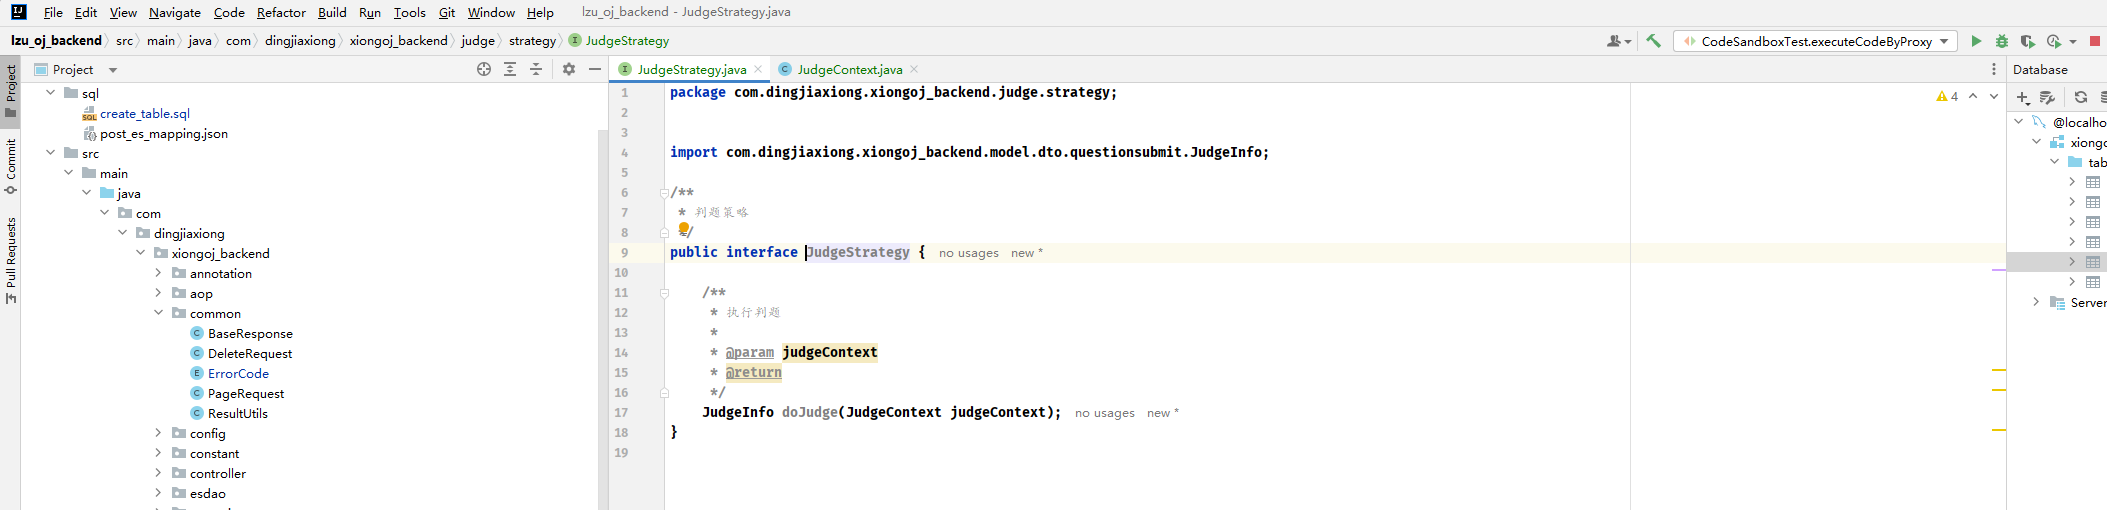 File Edit View Navigate Code Refactor Build Run Tools Git Window Help lzu_oj_backend - JudgeStrategy.java
lzu_oj_backend src main java com dingjiaxiong xiongoj_backend judge strategy JudgeStrategy
CodeSandboxTest.executeCodeByProxy
Project
Commit
Pull Requests
Project
sql
create_table.sql
post_es_mapping.json
src
main
java
com
dingjiaxiong
xiongoj_backend
annotation
aop
common
BaseResponse
DeleteRequest
ErrorCode
PageRequest
ResultUtils
config
constant
controller
esdao
JudgeStrategy.java JudgeContext.java
4
1 package com.dingjiaxiong.xiongoj_backend.judge.strategy;
2
3
4 import com.dingjiaxiong.xiongoj_backend.model.dto.questionsubmit.JudgeInfo;
5
6 /**
7 * 判题策略
8 */
9 public interface JudgeStrategy { no usages new *
10
11 /**
12 * 执行判题
13 *
14 * @param judgeContext
15 * @return
16 */
17 JudgeInfo doJudge(JudgeContext judgeContext); no usages new *
18 }
19
Database
@localho
xiongo
tab
Server